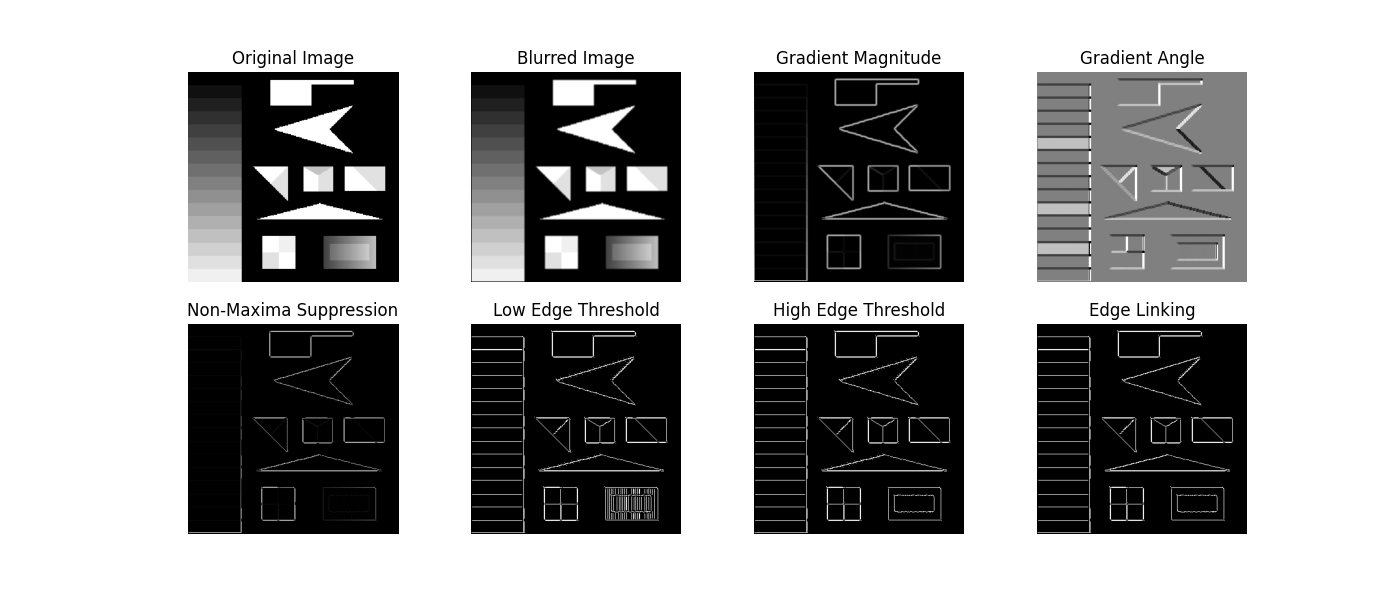 Original Image
Blurred Image
Gradient Magnitude
Gradient Angle
Non-Maxima Suppression
Low Edge Threshold
High Edge Threshold
Edge Linking